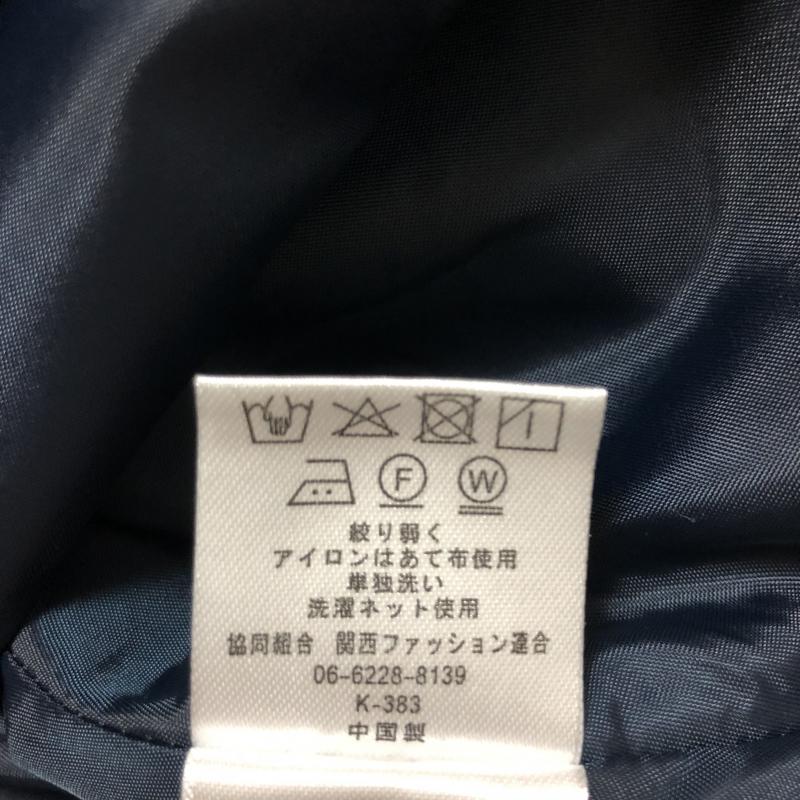 F W
絞り弱く
アイロンはあて布使用
単独洗い
洗濯ネット使用
協同組合 関西ファッション連合
06-6228-8139
K-383
中国製